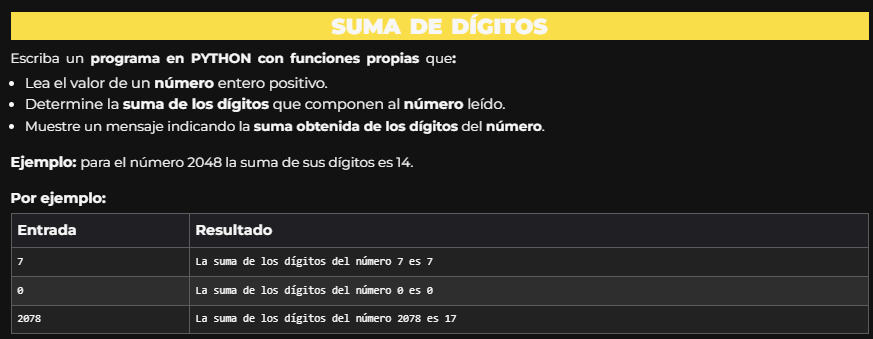 SUMA DE DÍGITOS
Escriba un programa en PYTHON con funciones propias que:
• Lea el valor de un número entero positivo.
• Determine la suma de los dígitos que componen al número leído.
• Muestre un mensaje indicando la suma obtenida de los dígitos del número.
Ejemplo: para el número 2048 la suma de sus dígitos es 14.
Por ejemplo:
Entrada Resultado
7 La suma de los dígitos del número 7 es 7
0 La suma de los dígitos del número 0 es 0
2078 La suma de los dígitos del número 2078 es 17